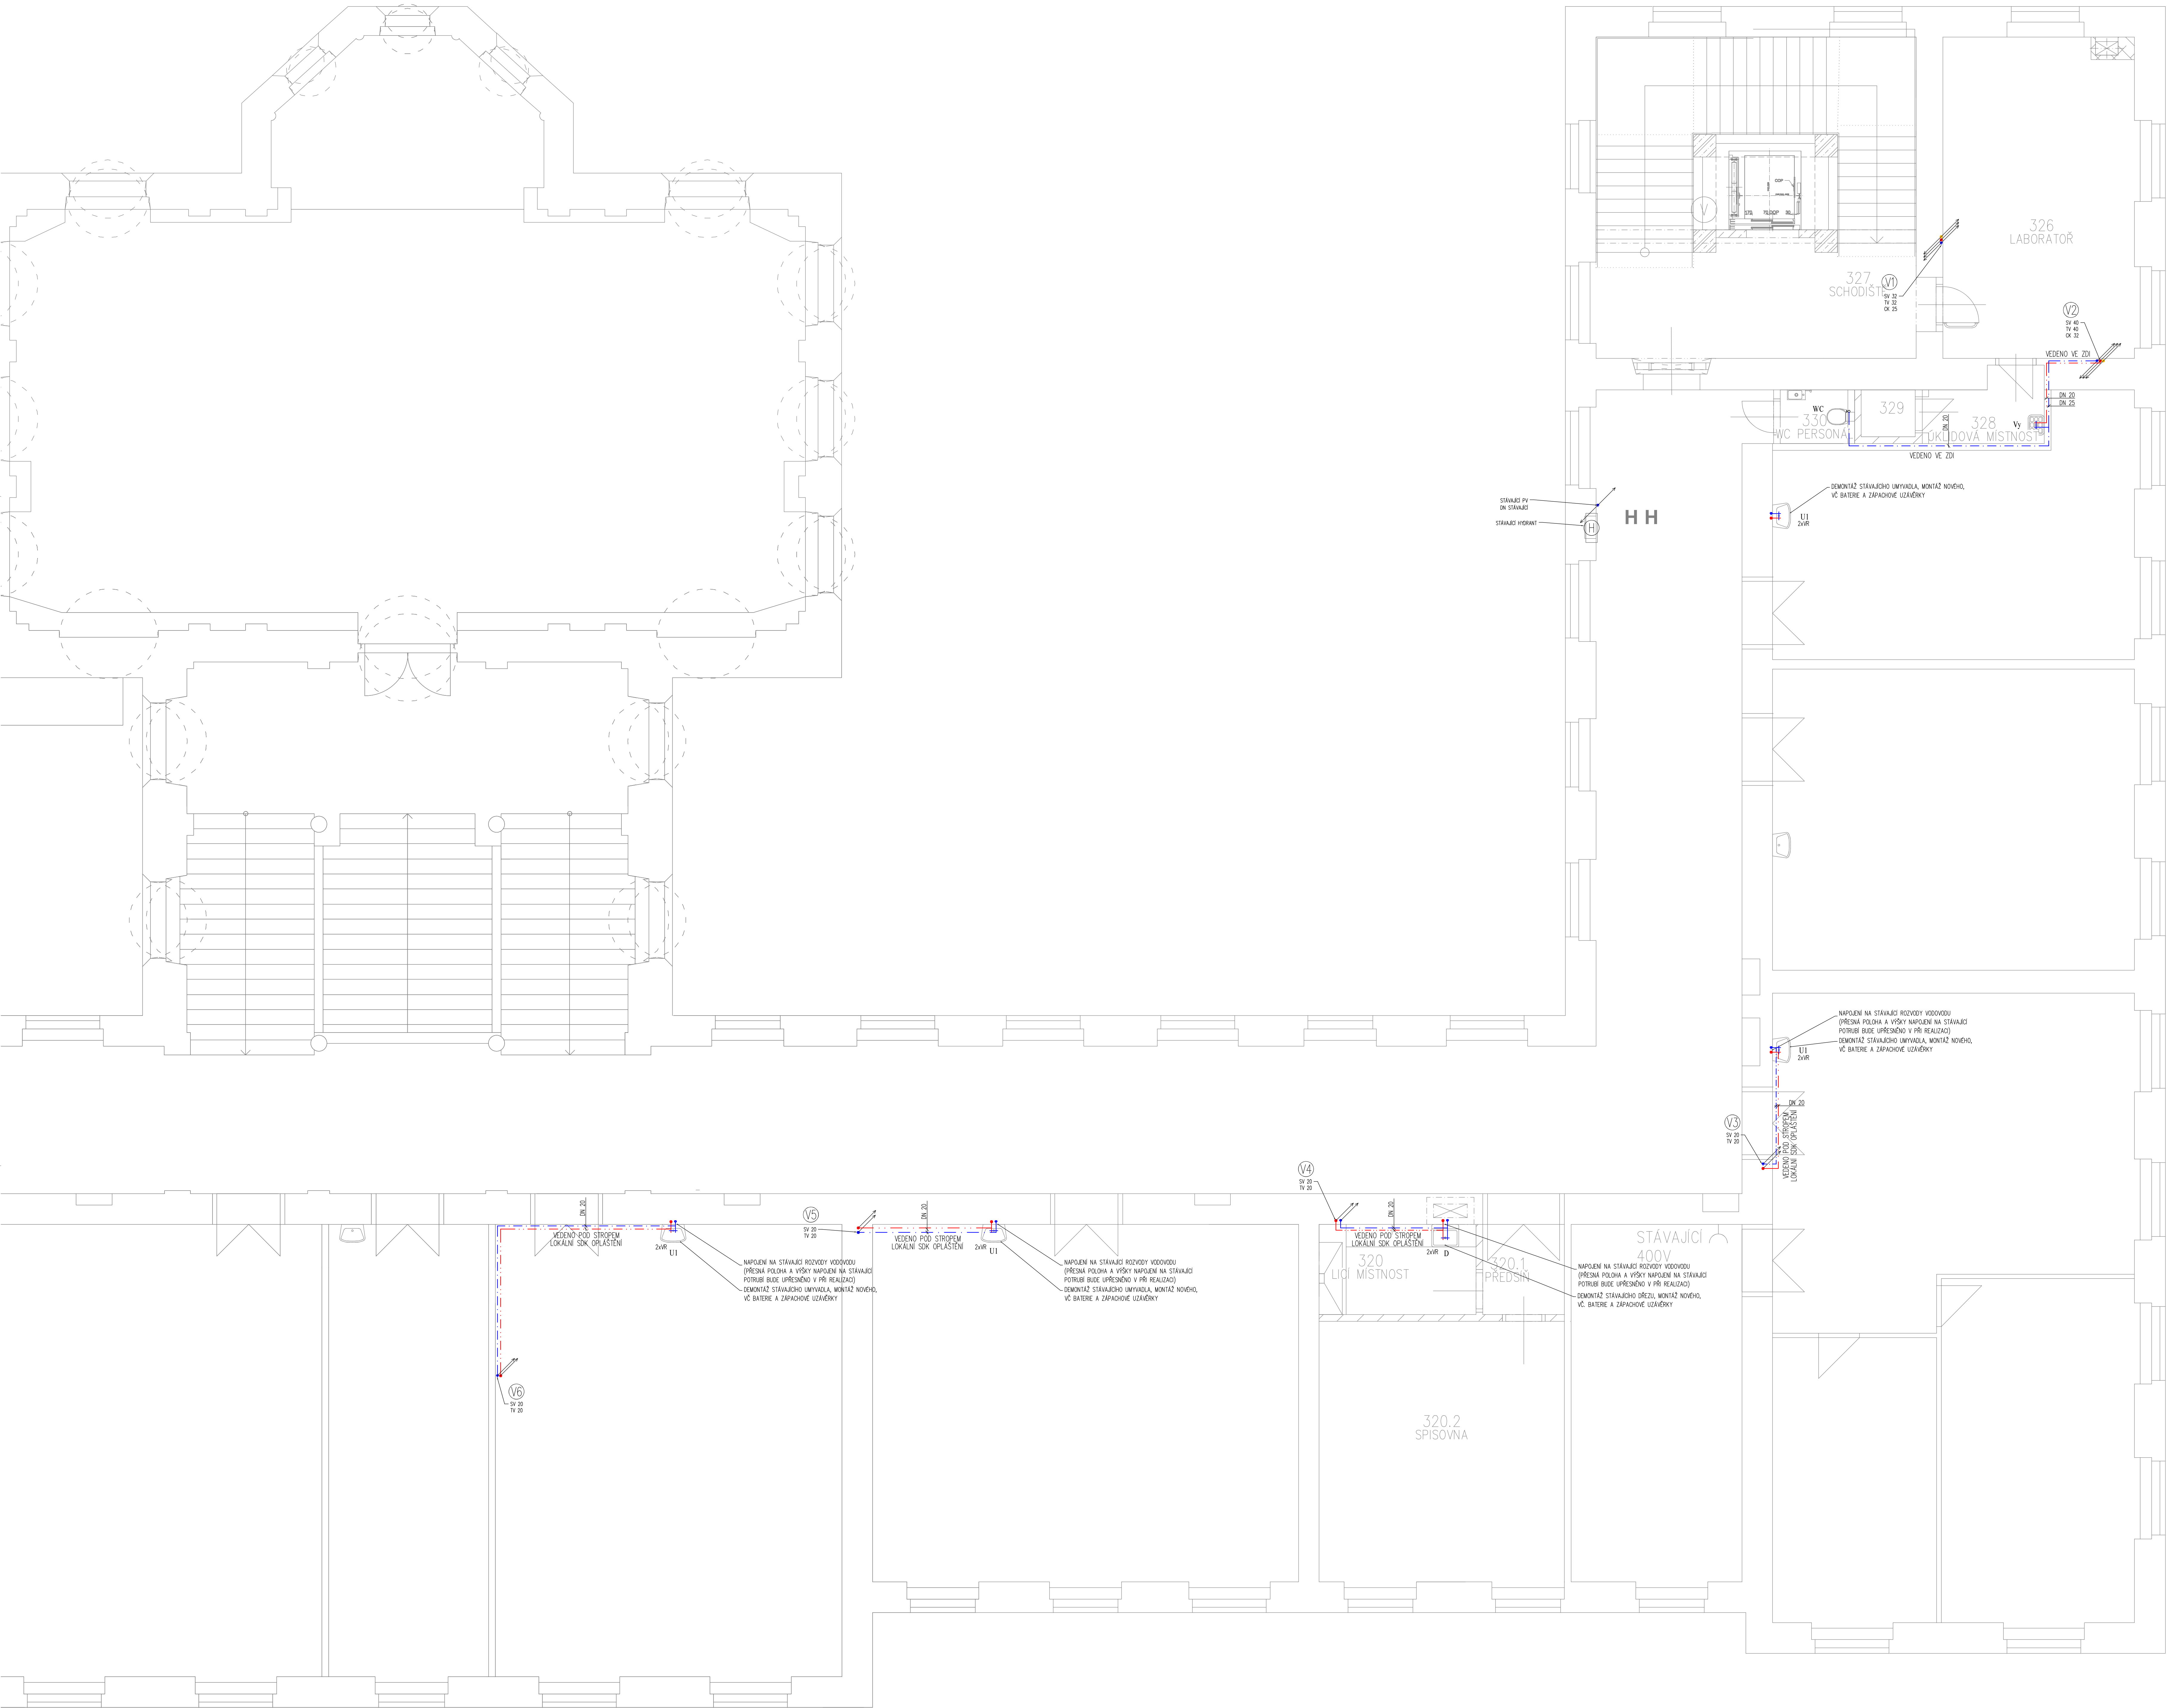 326
LABORATOŘ
327
SCHODIŠTĚ
V
V1
SV 32
TV 32
CK 25
V2
SV 40
TV 40
CK 32
VEDENO VE ZDI
DN 20
DN 25
WC
330
WC PERSONÁL
329
DN 20
328
ÚKLIDOVÁ MÍSTNOST
Vy
VEDENO VE ZDI
STÁVAJÍCÍ PV
DN STÁVAJÍCÍ
STÁVAJÍCÍ HYDRANT
H
H H
DEMONTÁŽ STÁVAJÍCÍHO UMYVADLA, MONTÁŽ NOVÉHO,
VČ BATERIE A ZÁPACHOVÉ UZÁVĚRKY
U1
2xVR
NAPOJENÍ NA STÁVAJÍCÍ ROZVODY VODOVODU
(PŘESNÁ POLOHA A VÝŠKY NAPOJENÍ NA STÁVAJÍCÍ
POTRUBÍ BUDE UPŘESNĚNO V PŘI REALIZACI)
DEMONTÁŽ STÁVAJÍCÍHO UMYVADLA, MONTÁŽ NOVÉHO,
VČ BATERIE A ZÁPACHOVÉ UZÁVĚRKY
U1
2xVR
DN 20
V3
SV 20
TV 20
VEDENO POD STROPEM
LOKÁLNÍ SDK OPLÁŠTĚNÍ
V4
SV 20
TV 20
DN 20
VEDENO POD STROPEM
LOKÁLNÍ SDK OPLÁŠTĚNÍ
2xVR D
320
LICÍ MÍSTNOST
320.1
PŘEDSÍŇ
STÁVAJÍCÍ
400V
NAPOJENÍ NA STÁVAJÍCÍ ROZVODY VODOVODU
(PŘESNÁ POLOHA A VÝŠKY NAPOJENÍ NA STÁVAJÍCÍ
POTRUBÍ BUDE UPŘESNĚNO V PŘI REALIZACI)
DEMONTÁŽ STÁVAJÍCÍHO DŘEZU, MONTÁŽ NOVÉHO,
VČ. BATERIE A ZÁPACHOVÉ UZÁVĚRKY
320.2
SPISOVNA
V5
SV 20
TV 20
DN 20
VEDENO POD STROPEM
LOKÁLNÍ SDK OPLÁŠTĚNÍ
2xVR U1
NAPOJENÍ NA STÁVAJÍCÍ ROZVODY VODOVODU
(PŘESNÁ POLOHA A VÝŠKY NAPOJENÍ NA STÁVAJÍCÍ
POTRUBÍ BUDE UPŘESNĚNO V PŘI REALIZACI)
DEMONTÁŽ STÁVAJÍCÍHO UMYVADLA, MONTÁŽ NOVÉHO,
VČ BATERIE A ZÁPACHOVÉ UZÁVĚRKY
DN 20
VEDENO POD STROPEM
LOKÁLNÍ SDK OPLÁŠTĚNÍ
2xVR
U1
NAPOJENÍ NA STÁVAJÍCÍ ROZVODY VODOVODU
(PŘESNÁ POLOHA A VÝŠKY NAPOJENÍ NA STÁVAJÍCÍ
POTRUBÍ BUDE UPŘESNĚNO V PŘI REALIZACI)
DEMONTÁŽ STÁVAJÍCÍHO UMYVADLA, MONTÁŽ NOVÉHO,
VČ BATERIE A ZÁPACHOVÉ UZÁVĚRKY
V6
SV 20
TV 20